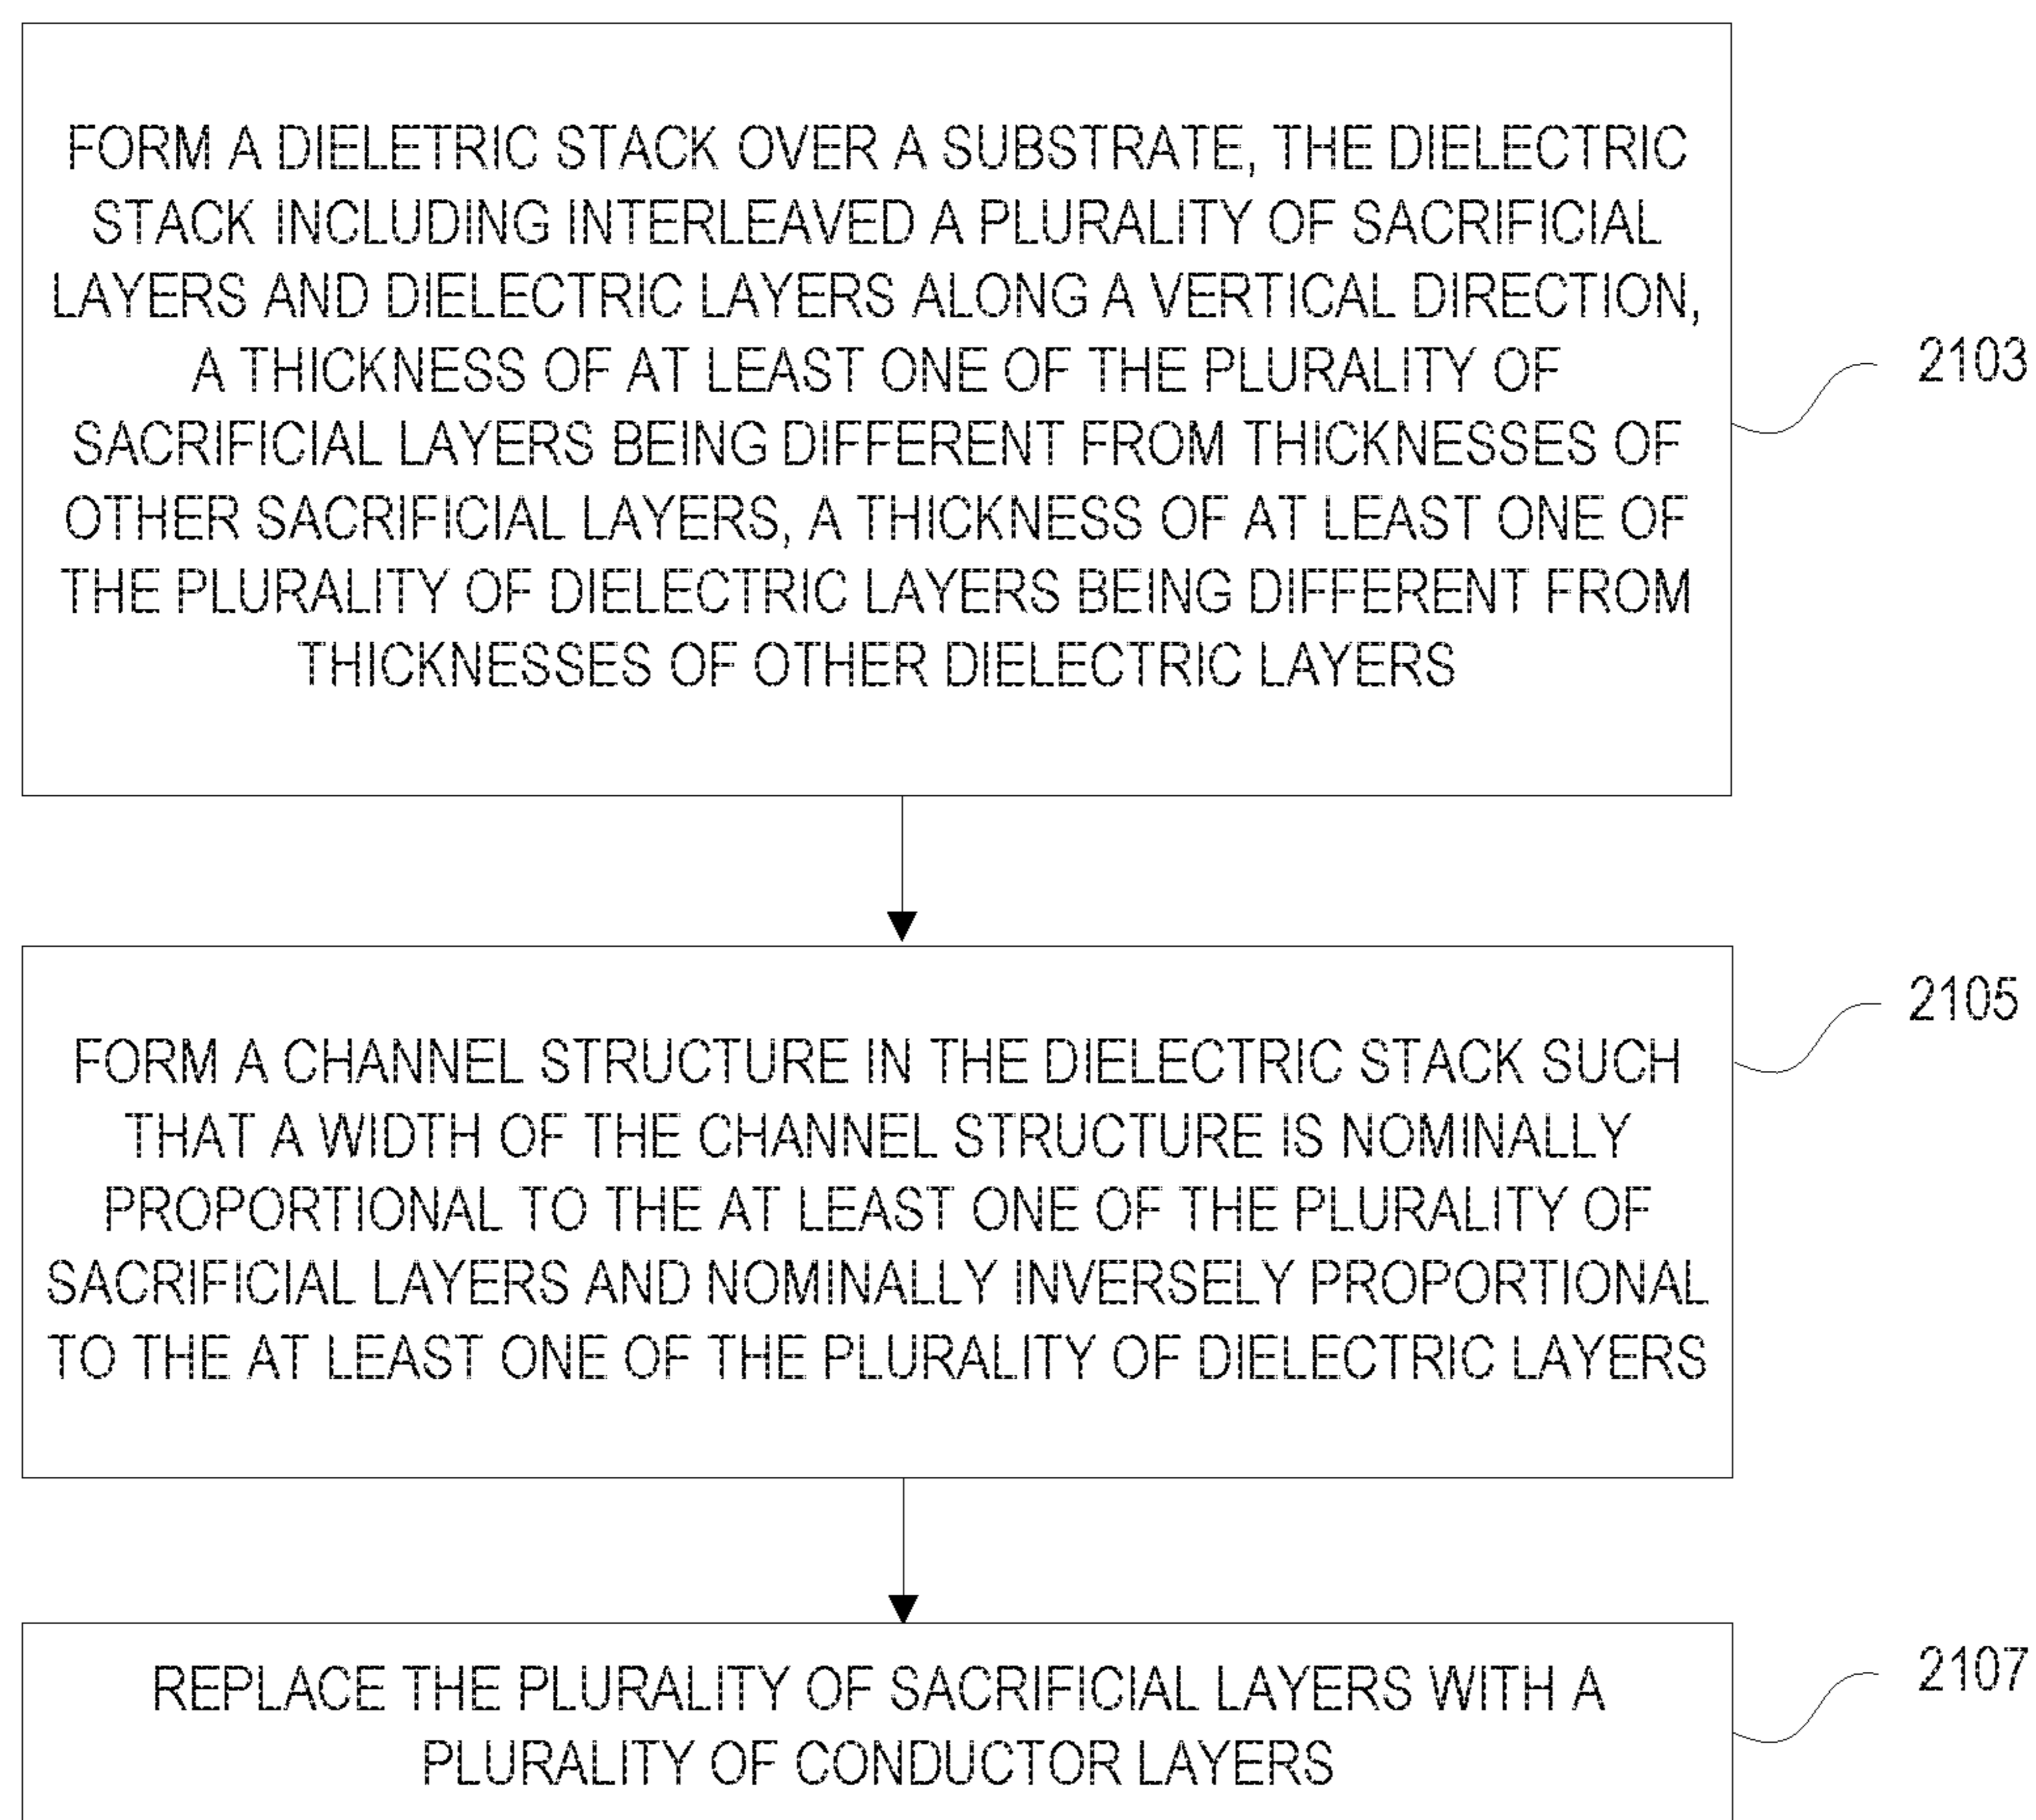 FORM A DIELETRIC STACK OVER A SUBSTRATE, THE DIELECTRIC
STACK INCLUDING INTERLEAVED A PLURALITY OF SACRIFICIAL
LAYERS AND DIELECTRIC LAYERS ALONG A VERTICAL DIRECTION,
A THICKNESS OF AT LEAST ONE OF THE PLURALITY OF
SACRIFICIAL LAYERS BEING DIFFERENT FROM THICKNESSES OF
OTHER SACRIFICIAL LAYERS, A THICKNESS OF AT LEAST ONE OF
THE PLURALITY OF DIELECTRIC LAYERS BEING DIFFERENT FROM
THICKNESSES OF OTHER DIELECTRIC LAYERS
2103
FORM A CHANNEL STRUCTURE IN THE DIELECTRIC STACK SUCH
THAT A WIDTH OF THE CHANNEL STRUCTURE IS NOMINALLY
PROPORTIONAL TO THE AT LEAST ONE OF THE PLURALITY OF
SACRIFICIAL LAYERS AND NOMINALLY INVERSELY PROPORTIONAL
TO THE AT LEAST ONE OF THE PLURALITY OF DIELECTRIC LAYERS
2105
REPLACE THE PLURALITY OF SACRIFICIAL LAYERS WITH A
PLURALITY OF CONDUCTOR LAYERS
2107